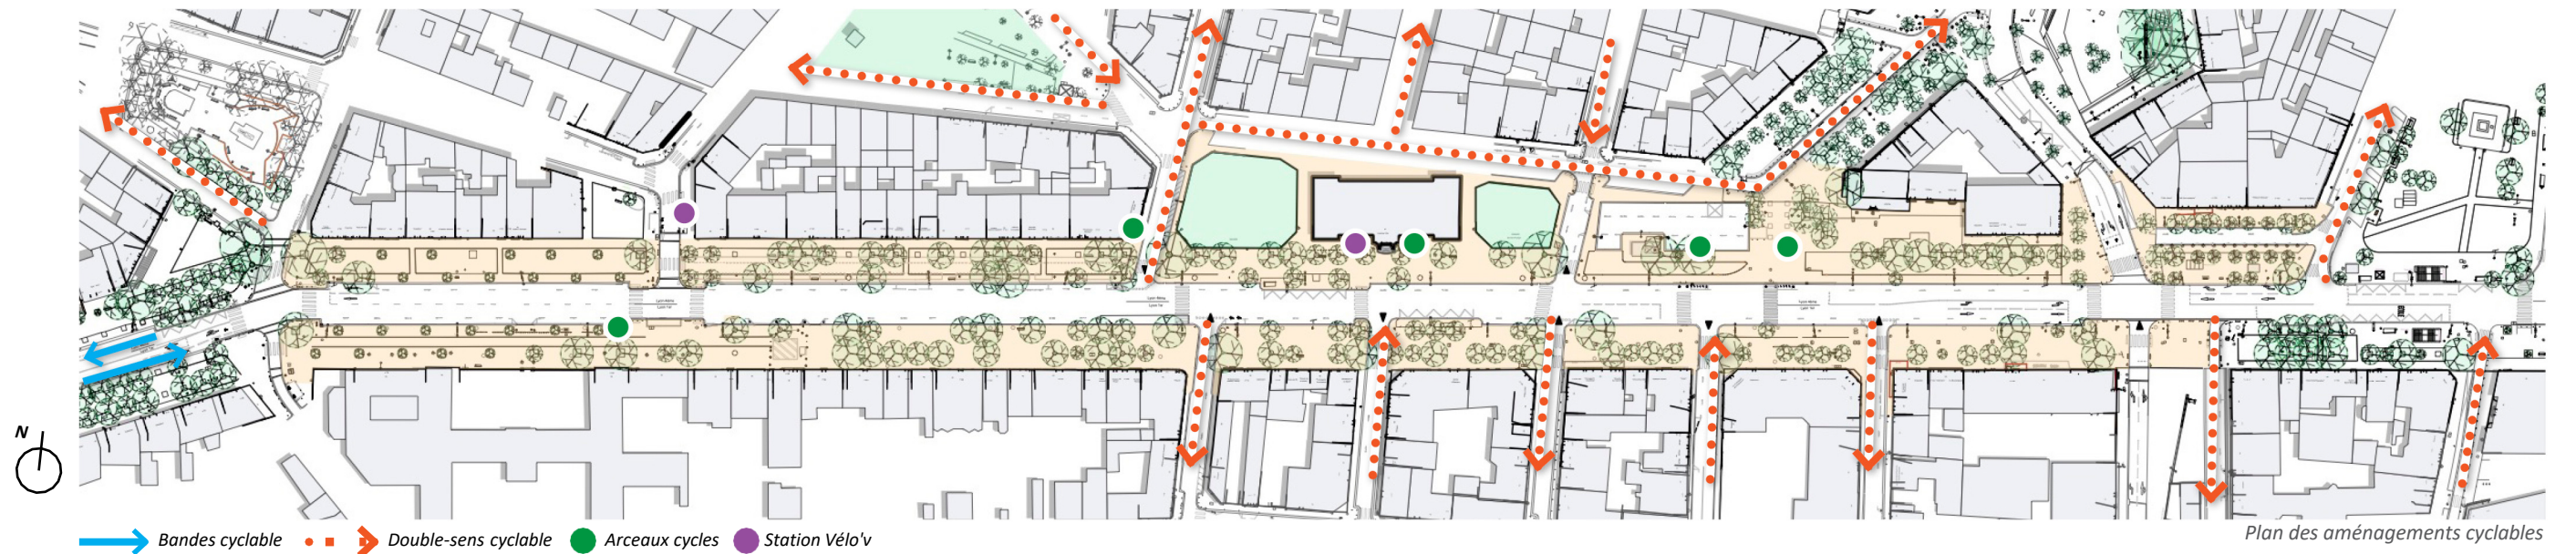 N
Bandes cyclable
Double-sens cyclable
Arceaux cycles
Station Vélo'v
Plan des aménagements cyclables